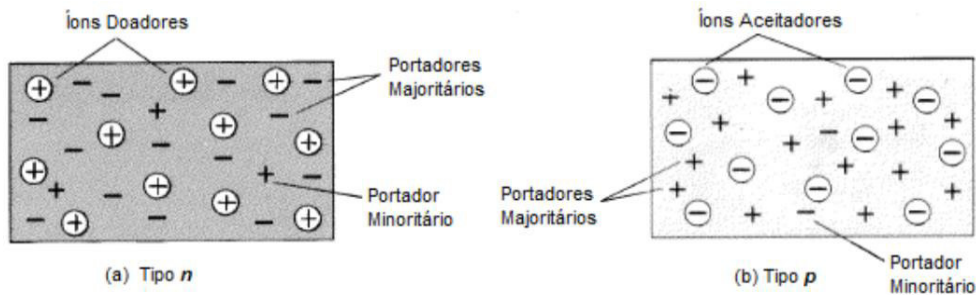 Íons Doadores
Portadores
Majoritários
Portador
Minoritário
(a) Tipo n
Íons Aceitadores
Portadores
Majoritários
Portador
Minoritário
(b) Tipo p